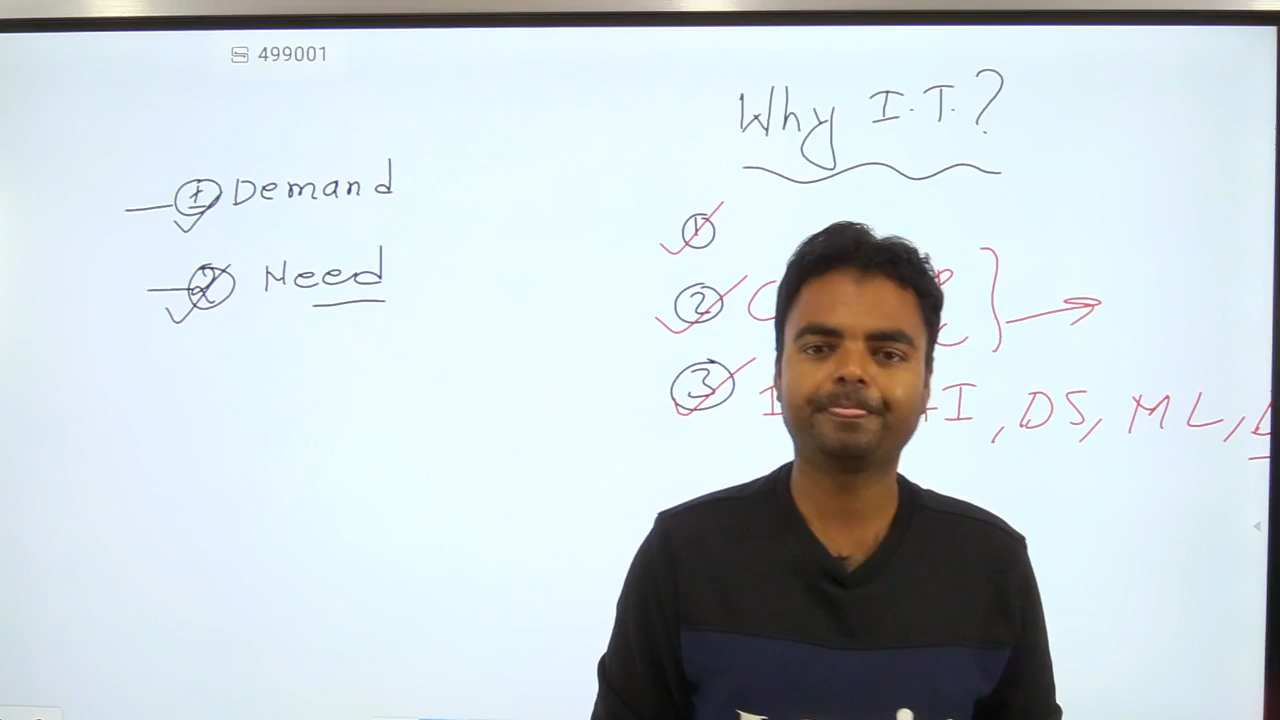 499001
Why I.T.?
① Demand
② Need
①
②
③ I , DS, ML,